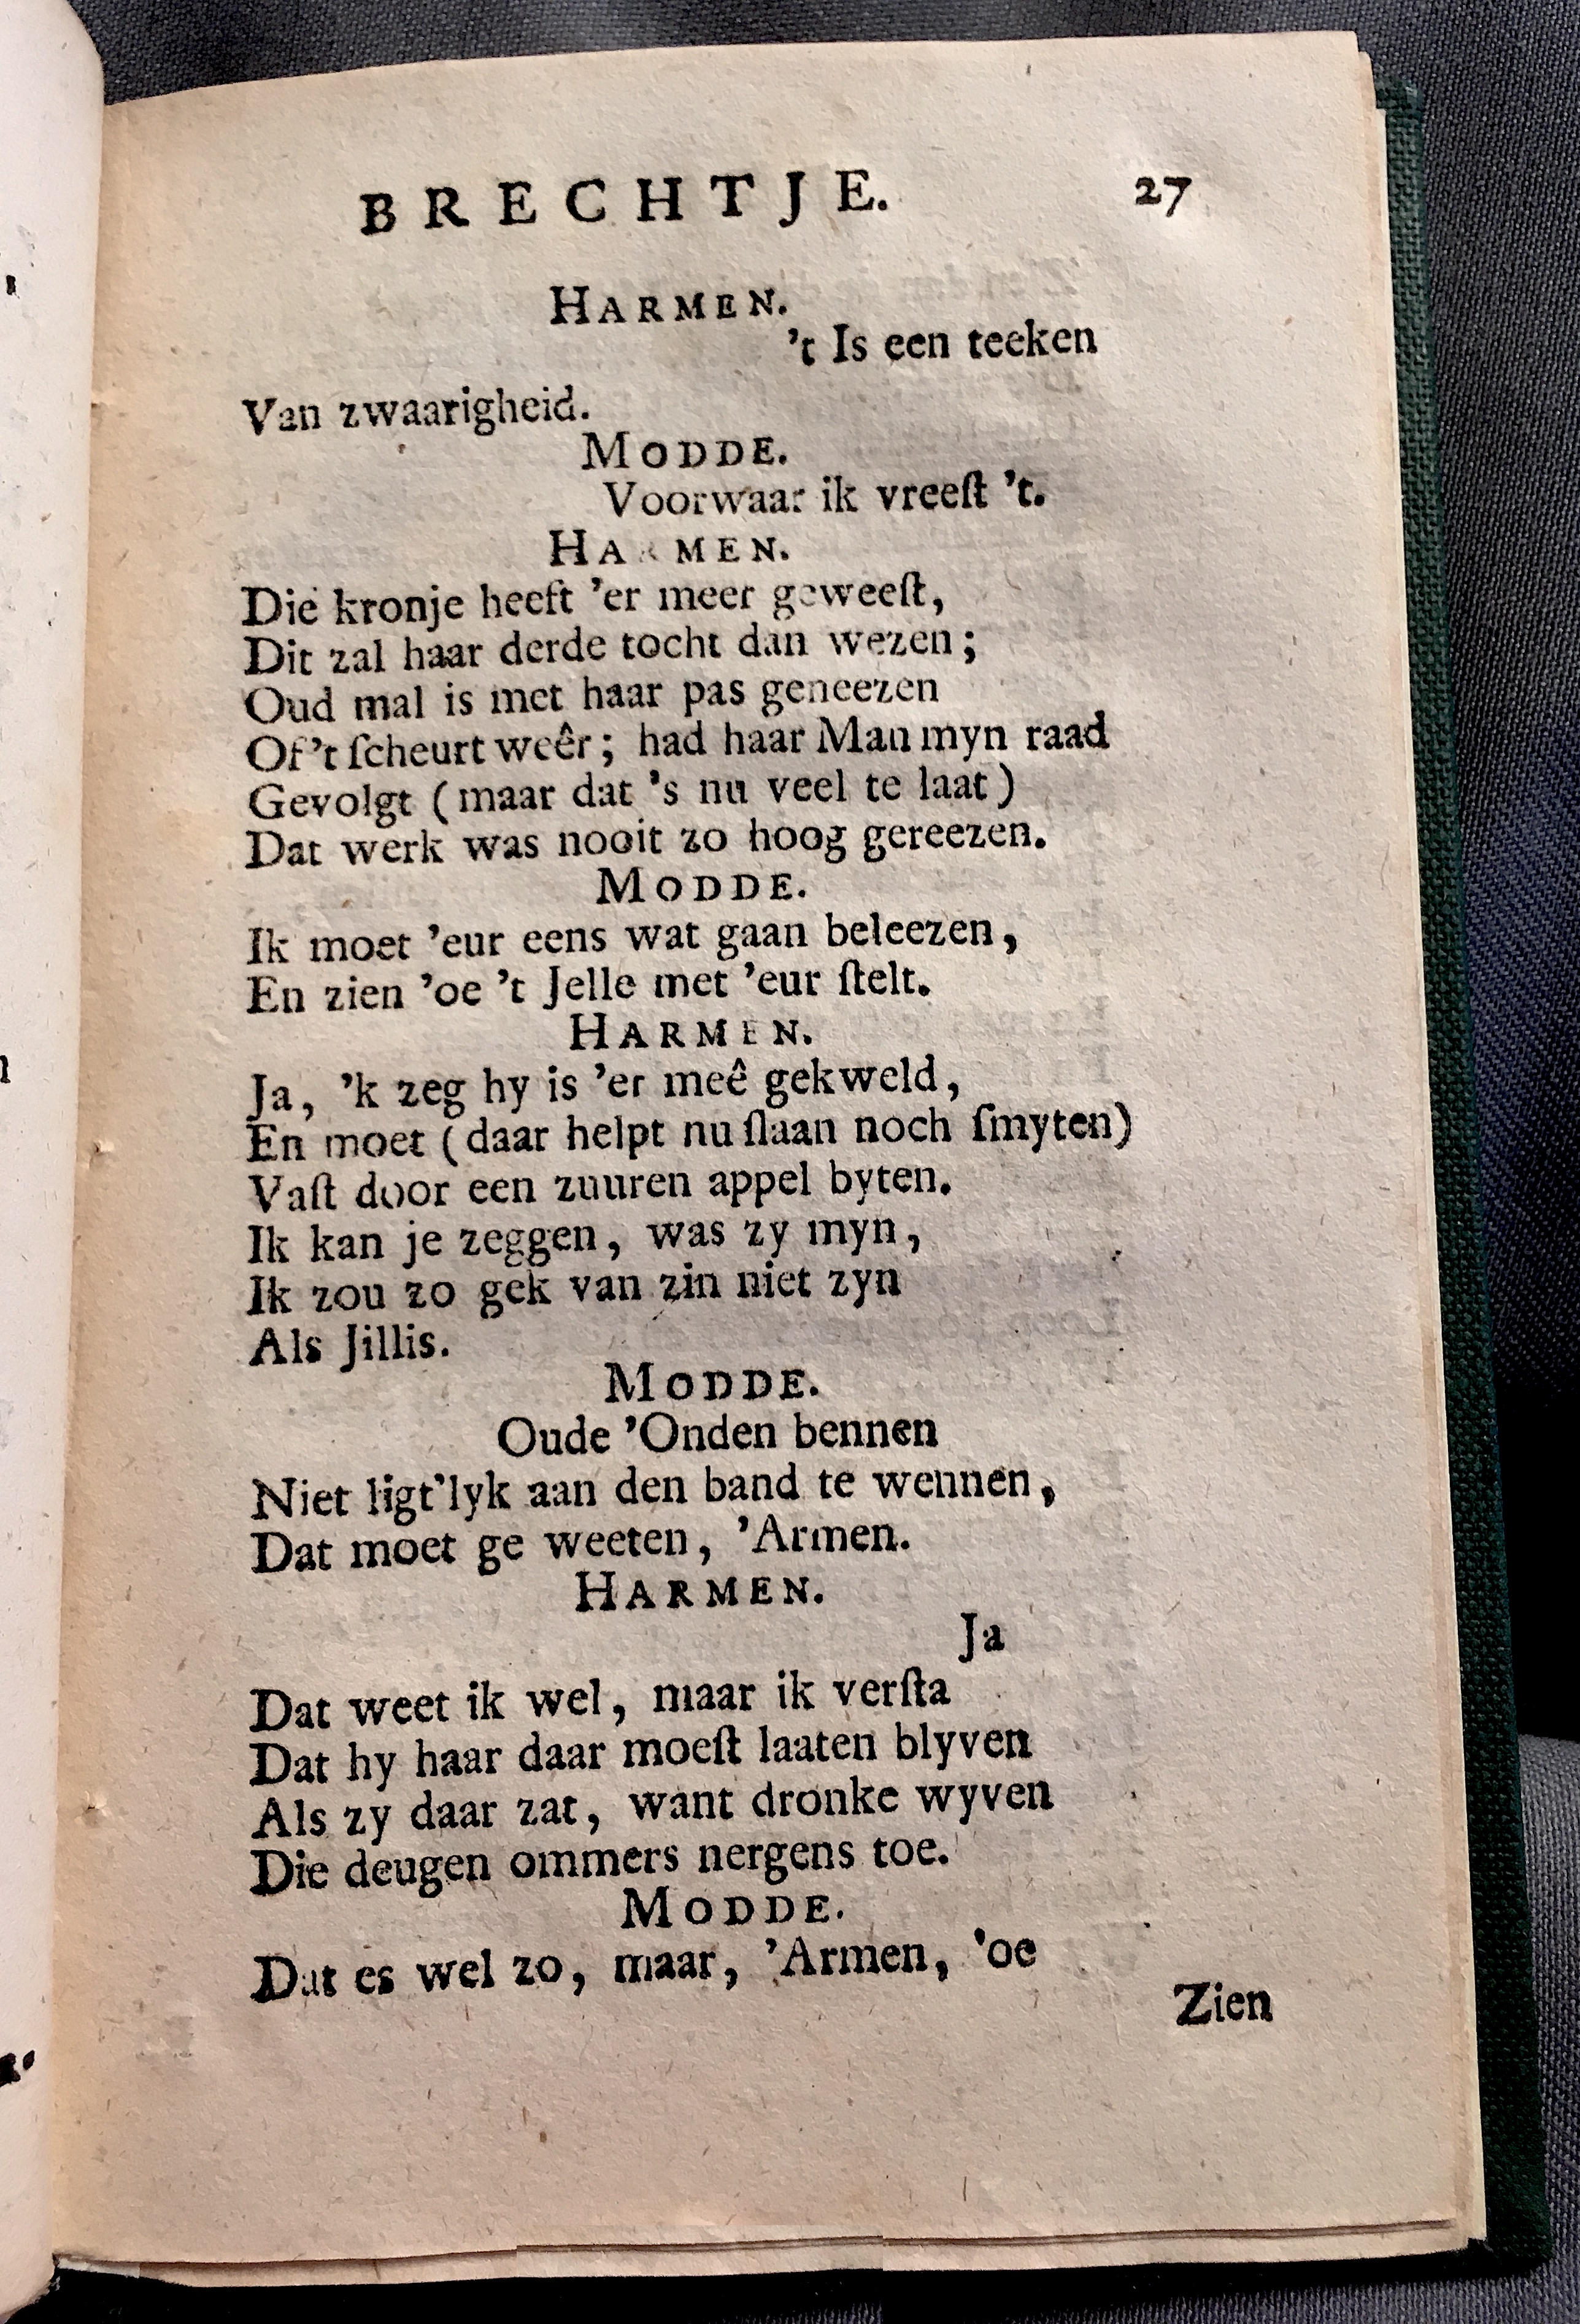 BRECHTJE. 27
HARMEN.
't Is een teeken
Van zwaarigheid.
MODDE.
Voorwaar ik vreeſt 't.
HARMEN.
Die kronje heeft 'er meer geweeſt,
Dit zal haar derde tocht dan wezen;
Oud mal is met haar pas geneezen
Of 't ſcheurt weêr; had haar Man myn raad
Gevolgt (maar dat 's nu veel te laat)
Dat werk was nooit zo hoog gereezen.
MODDE.
Ik moet 'eur eens wat gaan beleezen,
En zien 'oe 't Jelle met 'eur ſtelt.
HARMEN.
Ja, 'k zeg hy is 'er meê gekweld,
En moet (daar helpt nu ſlaan noch ſmyten)
Vaſt door een zuuren appel byten.
Ik kan je zeggen, was zy myn,
Ik zou zo gek van zin niet zyn
Als Jillis.
MODDE.
Oude 'Onden bennen
Niet ligt'lyk aan den band te wennen,
Dat moet ge weeten, 'Armen.
HARMEN.
Ja
Dat weet ik wel, maar ik verſta
Dat hy haar daar moeſt laaten blyven
Als zy daar zat, want dronke wyven
Die deugen ommers nergens toe.
MODDE.
Dat es wel zo, maar, 'Armen, 'oe
Zien